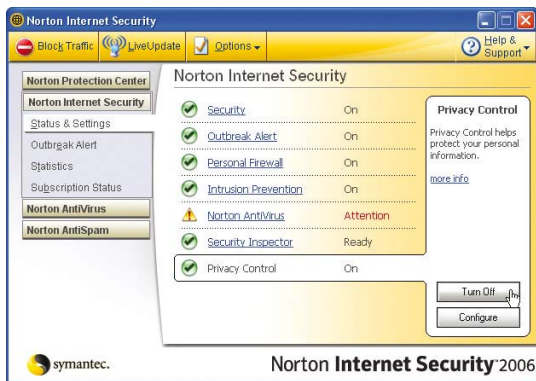 Norton Internet Security
Block Traffic LiveUpdate Options Help & Support
Norton Protection Center
Norton Internet Security
Status & Settings
Outbreak Alert
Statistics
Subscription Status
Norton AntiVirus
Norton AntiSpam
Norton Internet Security
Security On
Outbreak Alert On
Personal Firewall On
Intrusion Prevention On
Norton AntiVirus Attention
Security Inspector Ready
Privacy Control On
Privacy Control
Privacy Control helps
protect your personal
information.
more info
Turn Off
Configure
symantec.
Norton Internet Security 2006